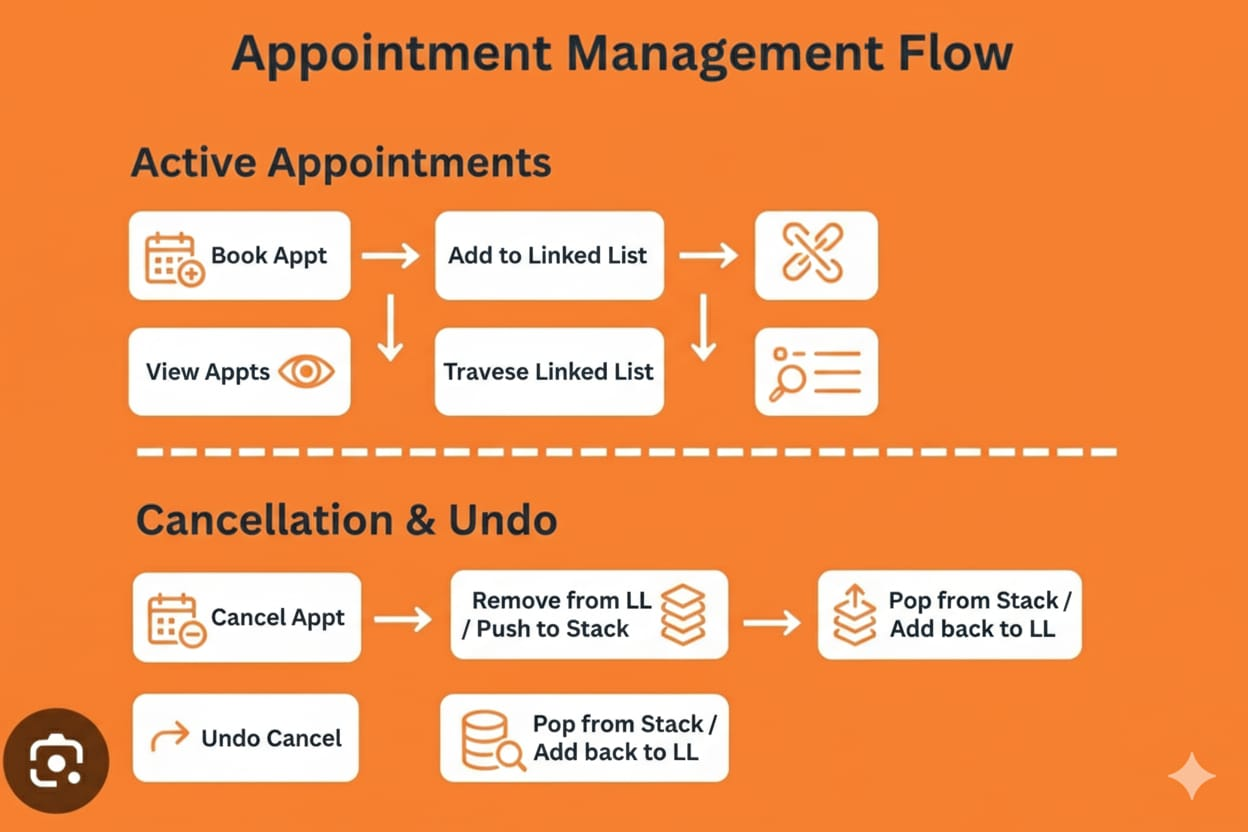 Appointment Management Flow
Active Appointments
Book Appt
Add to Linked List
View Appts
Travese Linked List
Cancellation & Undo
Cancel Appt
Remove from LL
/ Push to Stack
Pop from Stack /
Add back to LL
Undo Cancel
Pop from Stack /
Add back to LL